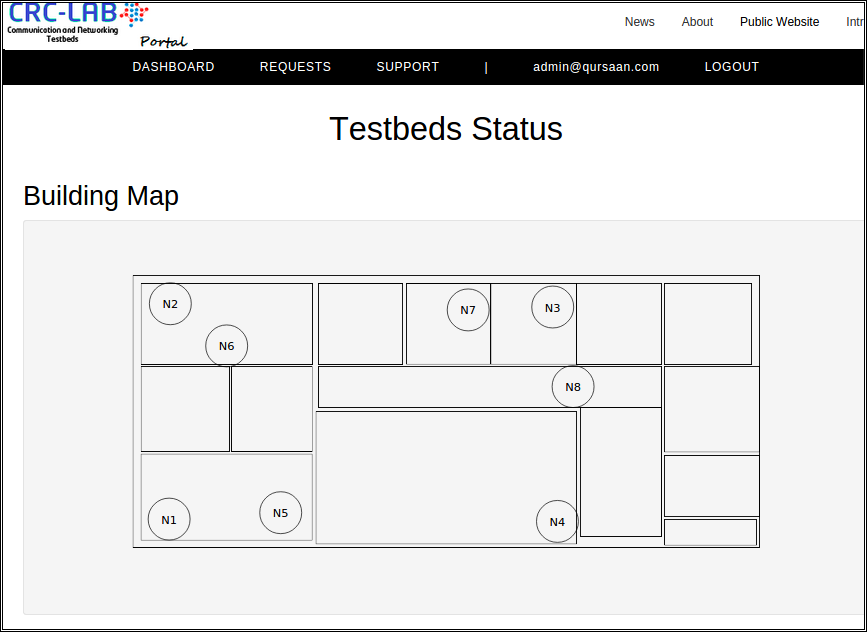 CRC-LAB
Communication and Networking
Testbeds
Portal
News About Public Website Intr
DASHBOARD REQUESTS SUPPORT | admin@qursaan.com LOGOUT
Testbeds Status
Building Map
N2
N6
N7
N3
N8
N1
N5
N4